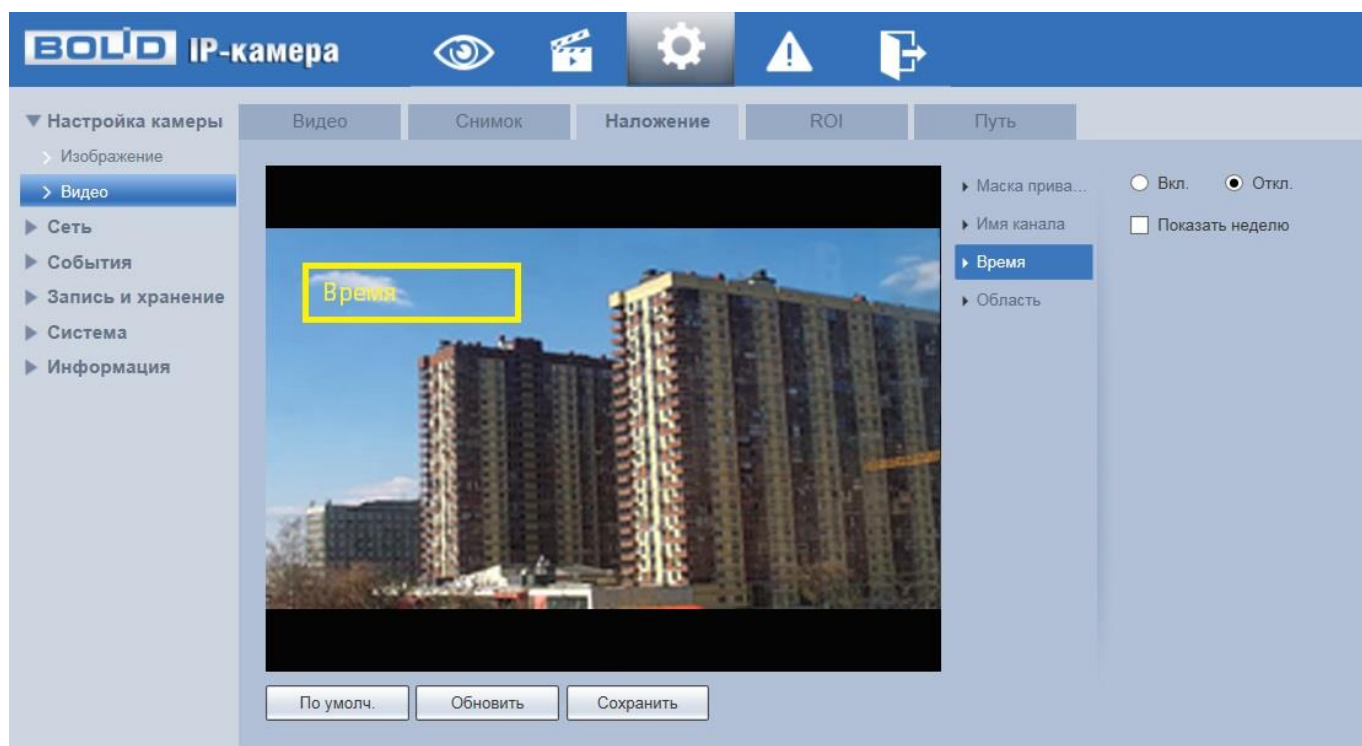 BOLID IP-камера
Настройка камеры
Изображение
Видео
Сеть
События
Запись и хранение
Система
Информация
Видео Снимок Наложение ROI Путь
Время
Маска прива...
Имя канала
Время
Область
Вкл. Откл.
Показать неделю
По умолч. Обновить Сохранить